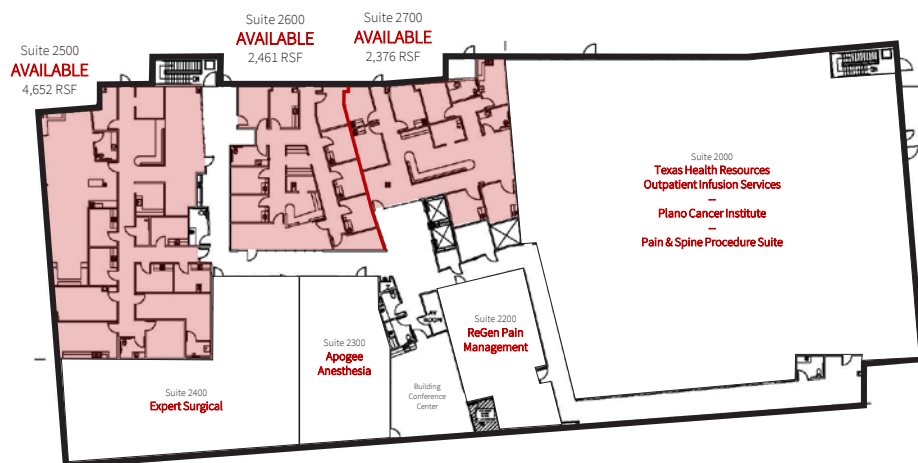 Suite 2500
AVAILABLE
4,652 RSF
Suite 2600
AVAILABLE
2,461 RSF
Suite 2700
AVAILABLE
2,376 RSF
Suite 2000
Texas Health Resources
Outpatient Infusion Services
--
Plano Cancer Institute
--
Pain & Spine Procedure Suite
AV
ROOM
Suite 2200
ReGen Pain
Management
Suite 2300
Apogee
Anesthesia
Suite 2400
Expert Surgical
Building
Conference
Center